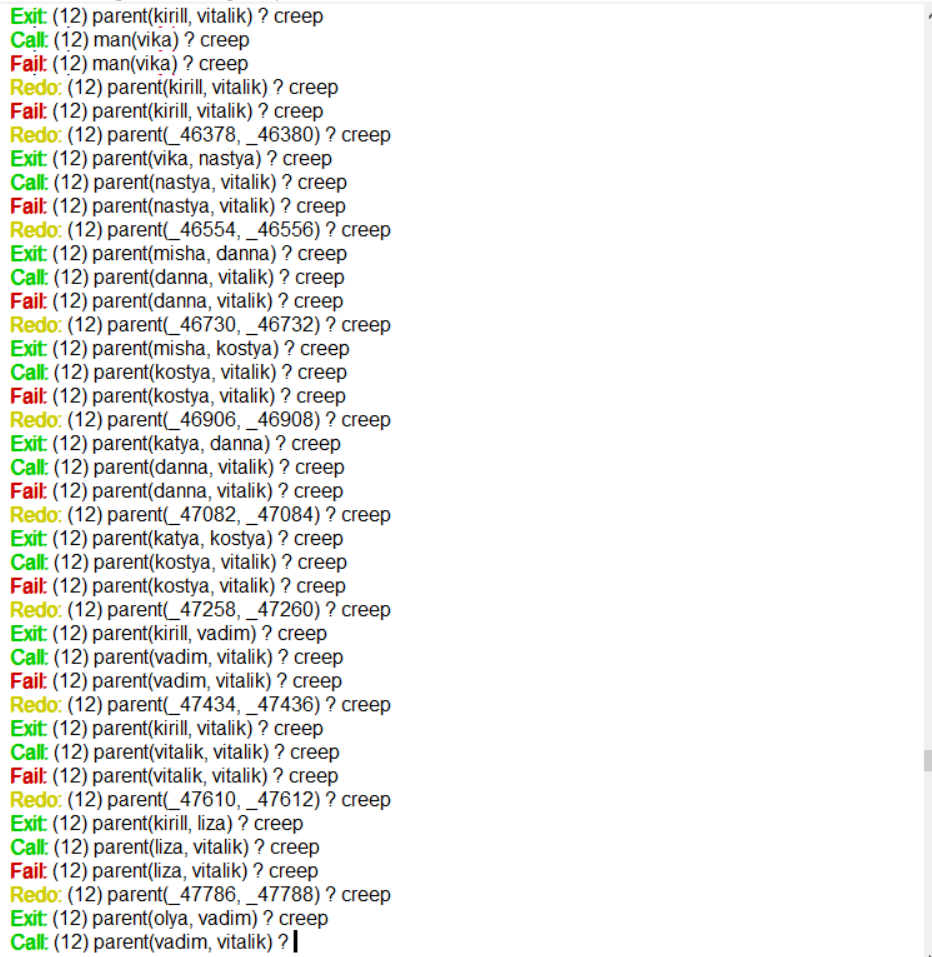 Exit: (12) parent(kirill, vitalik) ? creep
Call: (12) man(vika) ? creep
Fail: (12) man(vika) ? creep
Redo: (12) parent(kirill, vitalik) ? creep
Fail: (12) parent(kirill, vitalik) ? creep
Redo: (12) parent(_46378, _46380) ? creep
Exit: (12) parent(vika, nastya) ? creep
Call: (12) parent(nastya, vitalik) ? creep
Fail: (12) parent(nastya, vitalik) ? creep
Redo: (12) parent(_46554, _46556) ? creep
Exit: (12) parent(misha, danna) ? creep
Call: (12) parent(danna, vitalik) ? creep
Fail: (12) parent(danna, vitalik) ? creep
Redo: (12) parent(_46730, _46732) ? creep
Exit: (12) parent(misha, kostya) ? creep
Call: (12) parent(kostya, vitalik) ? creep
Fail: (12) parent(kostya, vitalik) ? creep
Redo: (12) parent(_46906, _46908) ? creep
Exit: (12) parent(katya, danna) ? creep
Call: (12) parent(danna, vitalik) ? creep
Fail: (12) parent(danna, vitalik) ? creep
Redo: (12) parent(_47082, _47084) ? creep
Exit: (12) parent(katya, kostya) ? creep
Call: (12) parent(kostya, vitalik) ? creep
Fail: (12) parent(kostya, vitalik) ? creep
Redo: (12) parent(_47258, _47260) ? creep
Exit: (12) parent(kirill, vadim) ? creep
Call: (12) parent(vadim, vitalik) ? creep
Fail: (12) parent(vadim, vitalik) ? creep
Redo: (12) parent(_47434, _47436) ? creep
Exit: (12) parent(kirill, vitalik) ? creep
Call: (12) parent(vitalik, vitalik) ? creep
Fail: (12) parent(vitalik, vitalik) ? creep
Redo: (12) parent(_47610, _47612) ? creep
Exit: (12) parent(kirill, liza) ? creep
Call: (12) parent(liza, vitalik) ? creep
Fail: (12) parent(liza, vitalik) ? creep
Redo: (12) parent(_47786, _47788) ? creep
Exit: (12) parent(olya, vadim) ? creep
Call: (12) parent(vadim, vitalik) ?